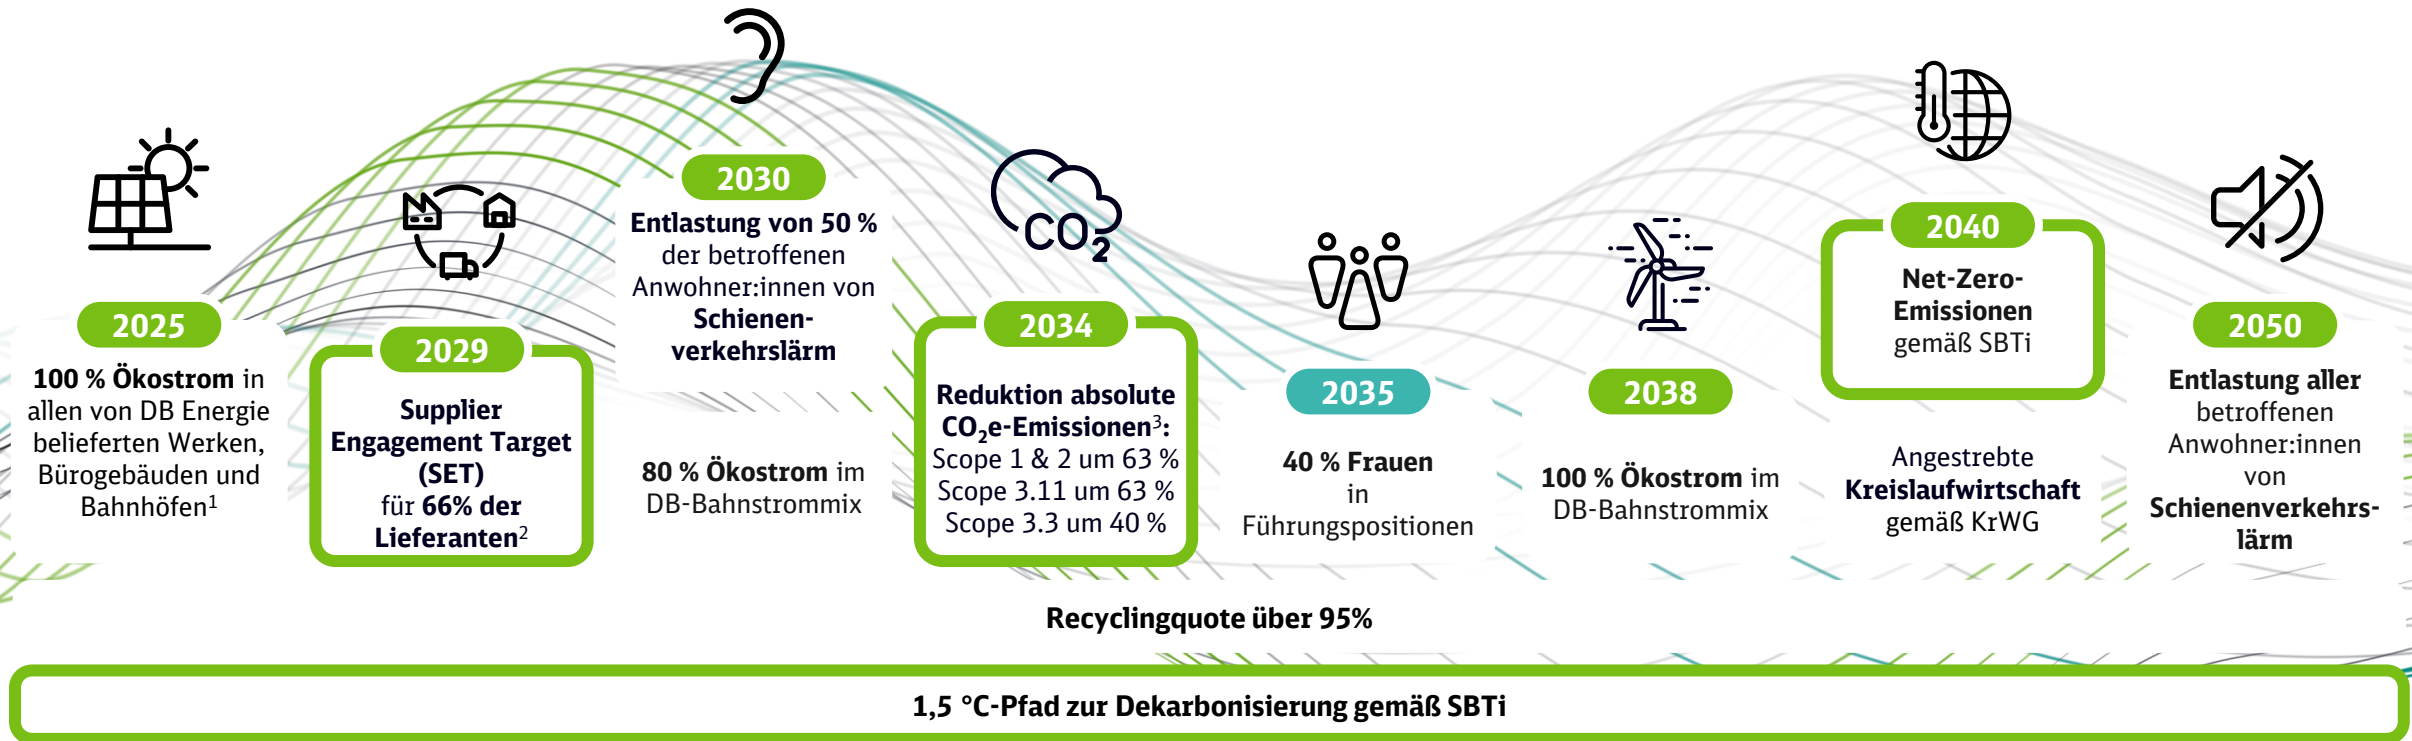 2025
100 % Ökostrom in
allen von DB Energie
belieferten Werken,
Bürogebäuden und
Bahnhöfen¹
2029
Supplier
Engagement Target
(SET)
für 66% der
Lieferanten²
2030
Entlastung von 50 %
der betroffenen
Anwohner:innen von
Schienen-
verkehrslärm
80 % Ökostrom im
DB-Bahnstrommix
CO₂
2034
Reduktion absolute
CO₂e-Emissionen³:
Scope 1 & 2 um 63 %
Scope 3.11 um 63 %
Scope 3.3 um 40 %
2035
40 % Frauen
in
Führungspositionen
2038
100 % Ökostrom im
DB-Bahnstrommix
2040
Net-Zero-
Emissionen
gemäß SBTi
Angestrebte
Kreislaufwirtschaft
gemäß KrWG
2050
Entlastung aller
betroffenen
Anwohner:innen
von
Schienenverkehrs-
lärm
Recyclingquote über 95%
1,5 °C-Pfad zur Dekarbonisierung gemäß SBTi